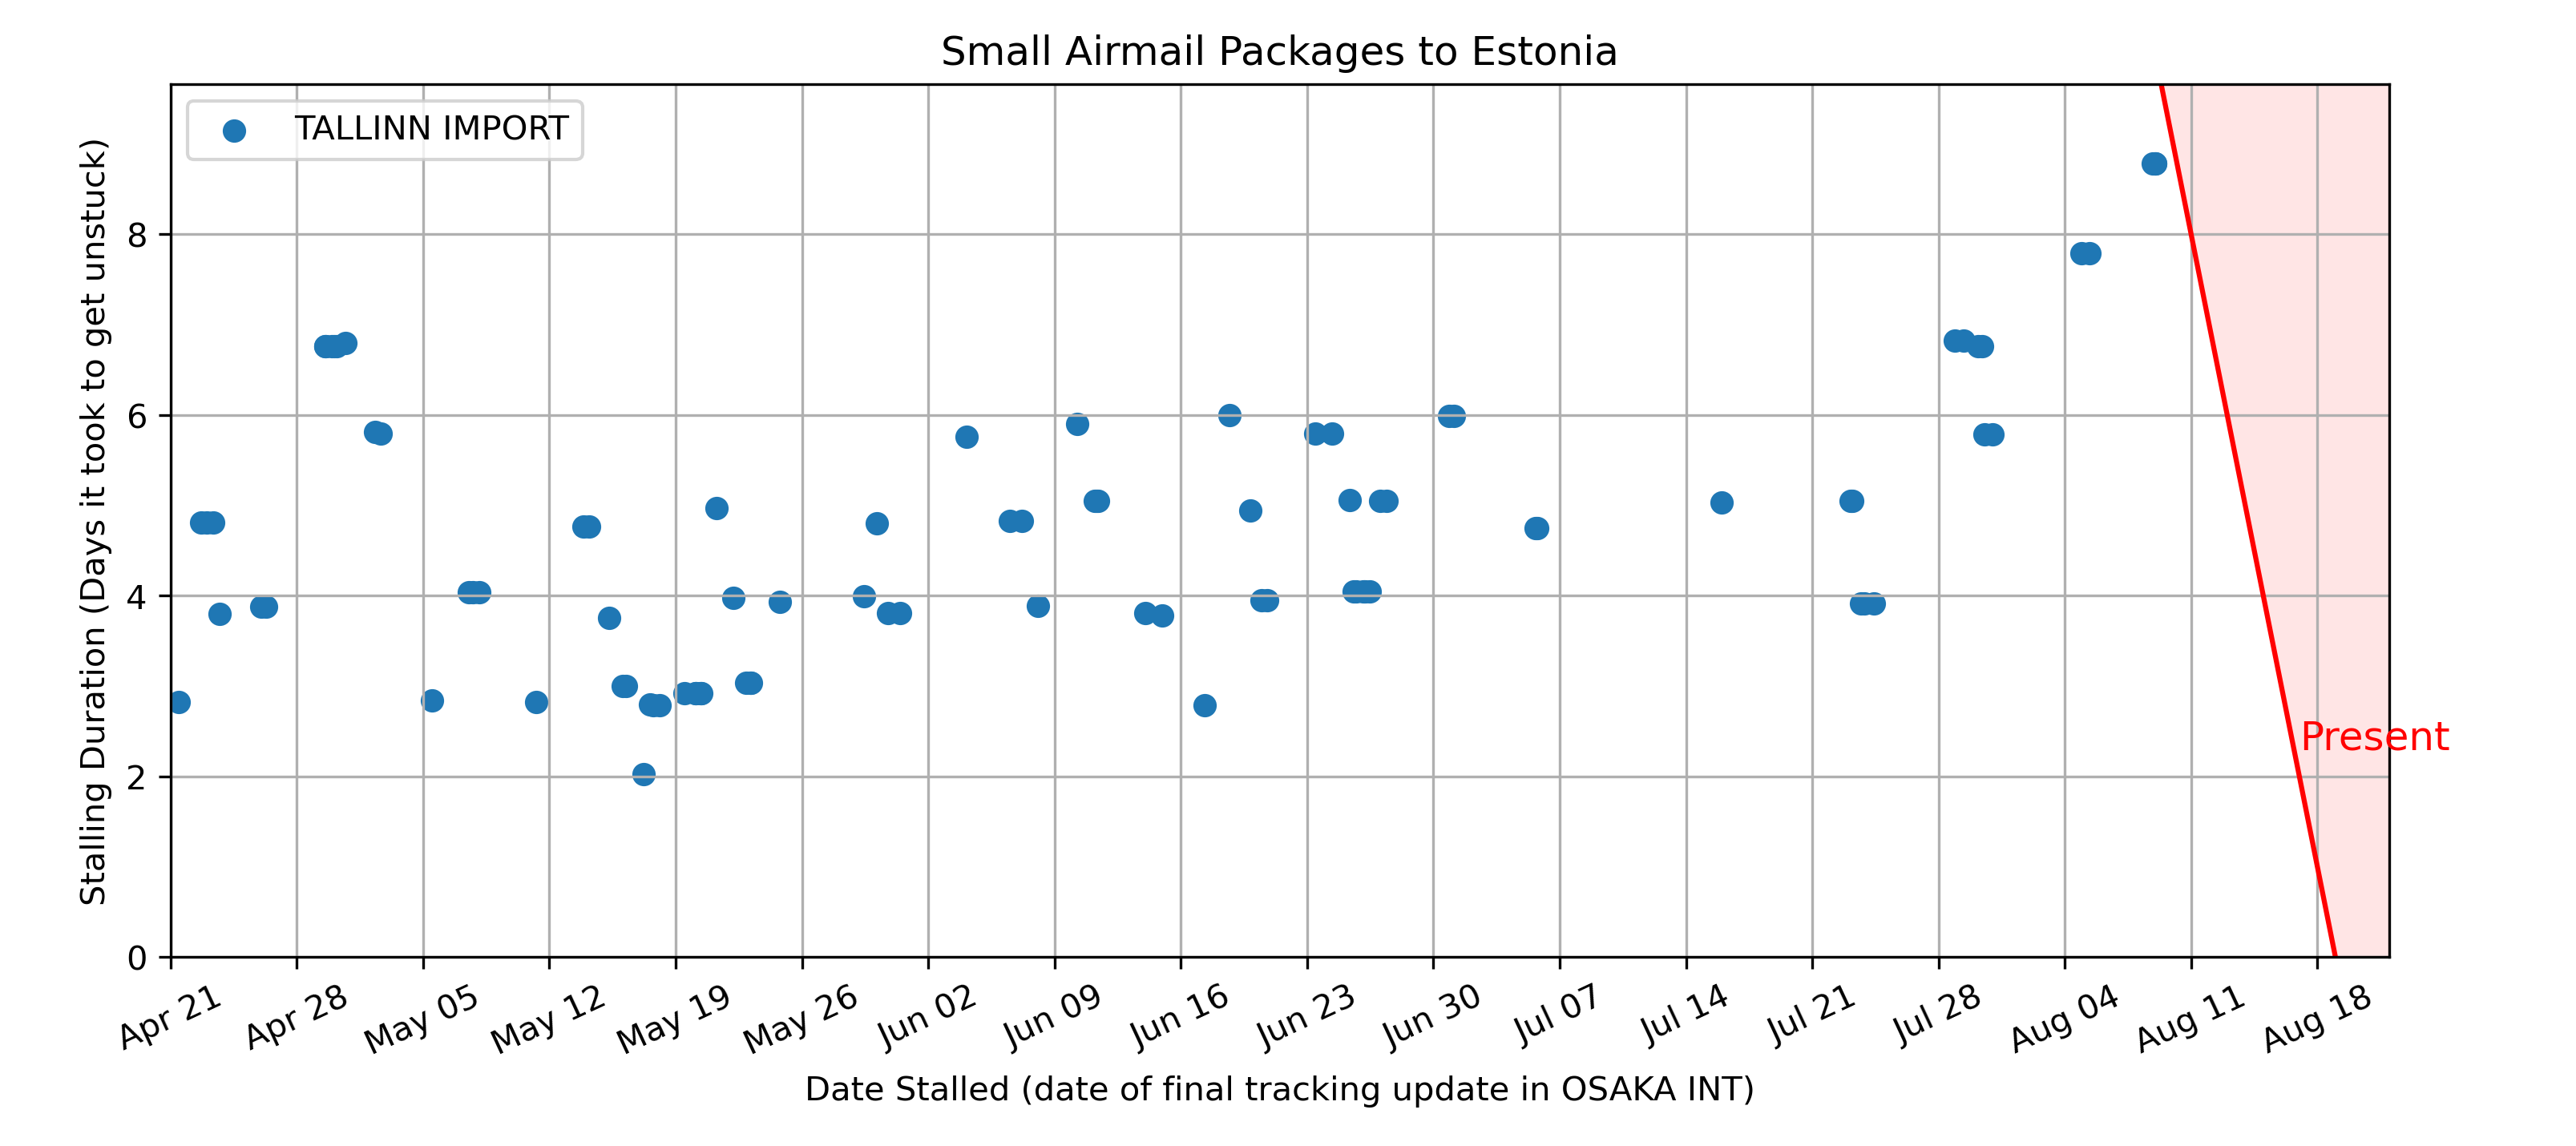 Small Airmail Packages to Estonia
TALLINN IMPORT
Stalling Duration (Days it took to get unstuck)
8
6
4
2
0
Present
Apr 21
Apr 28
May 05
May 12
May 19
May 26
Jun 02
Jun 09
Jun 16
Jun 23
Jun 30
Jul 07
Jul 14
Jul 21
Jul 28
Aug 04
Aug 11
Aug 18
Date Stalled (date of final tracking update in OSAKA INT)